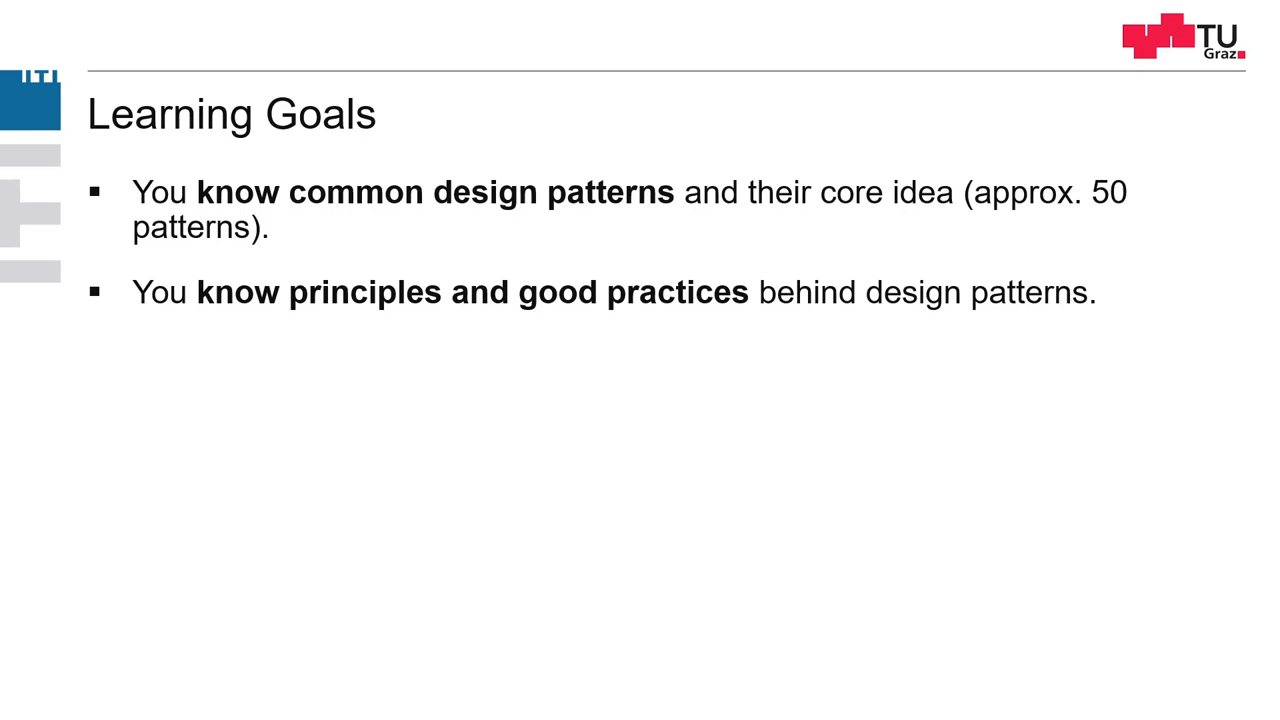 TU
Graz
Learning Goals
▪ You know common design patterns and their core idea (approx. 50
patterns).
▪ You know principles and good practices behind design patterns.